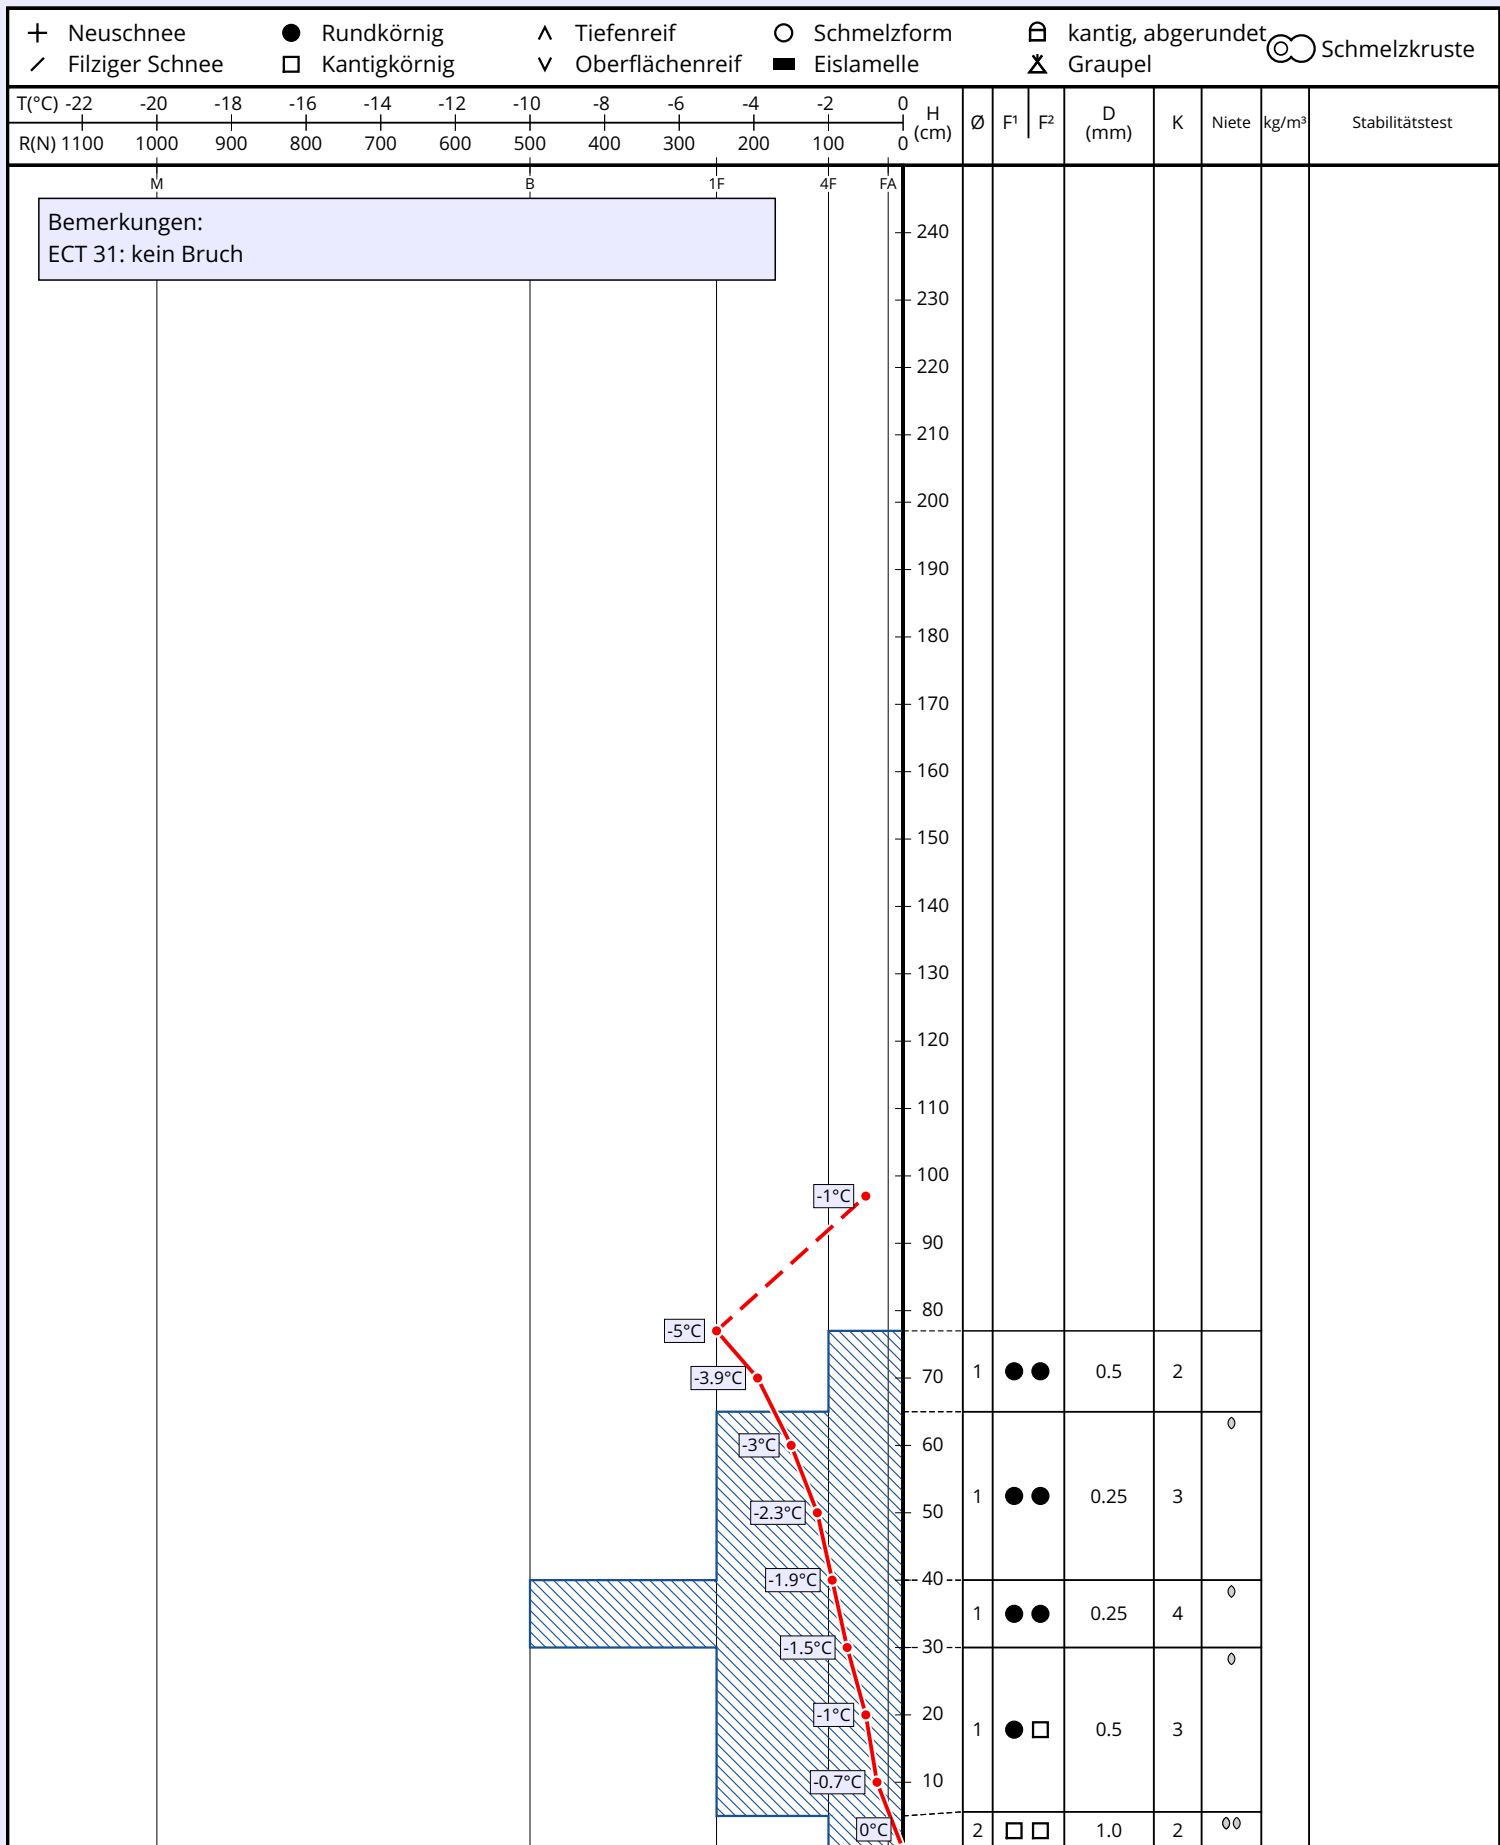 Neuschnee Rundkörnig Tiefenreif Schmelzform kantig, abgerundet Schmelzkruste
Filziger Schnee Kantigkörnig Oberflächenreif Eislamelle Graupel
T(°C) -22 -20 -18 -16 -14 -12 -10 -8 -6 -4 -2 0
R(N) 1100 1000 900 800 700 600 500 400 300 200 100 0
H (cm) Ø F¹ F² D (mm) K Niete kg/m³ Stabilitätstest
M B 1F 4F FA
Bemerkungen:
ECT 31: kein Bruch
240
230
220
210
200
190
180
170
160
150
140
130
120
110
100
-1°C
90
80
-5°C
-3.9°C 70 1 0.5 2
-3°C 60
-2.3°C 50 1 0.25 3
-1.9°C 40
1 0.25 4
-1.5°C 30
-1°C 20 1 0.5 3
-0.7°C 10
0°C 2 1.0 2